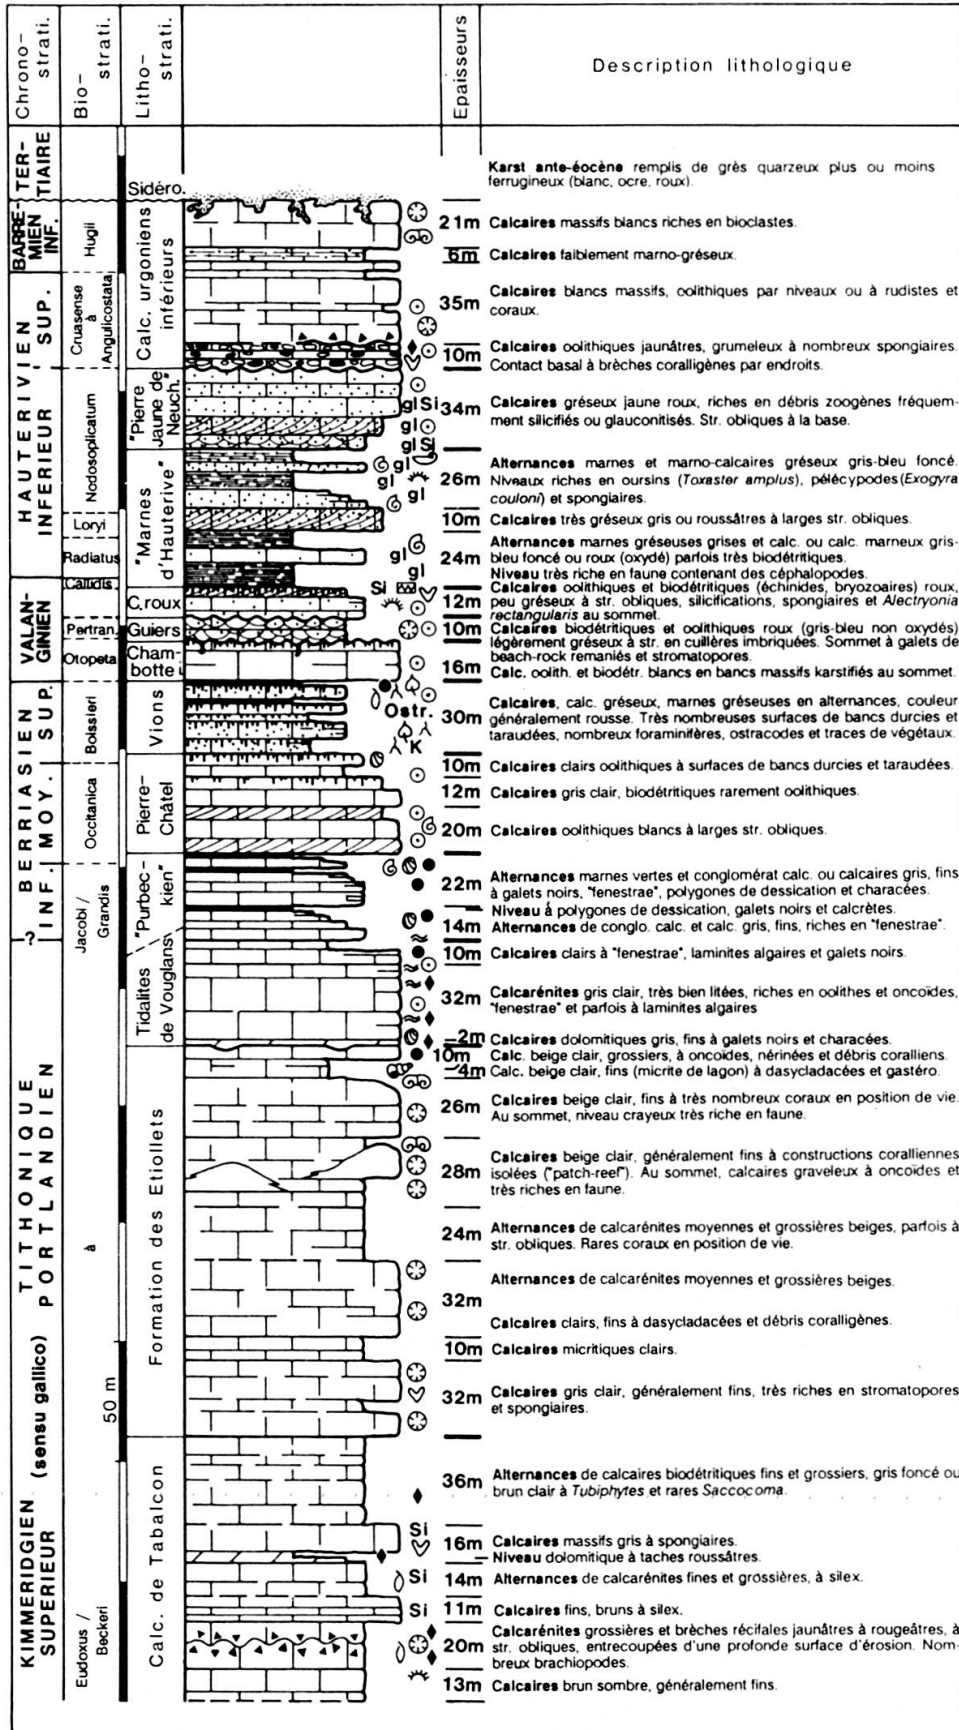 Chrono-
strati.
Bio-
strati.
Litho-
strati.
Epaisseurs
Description lithologique
TER-
TIAIRE
BARRE-
MIEN
INF.
HAUTERIVIEN
INFERIEUR SUP.
VALAN-
GINIEN
BERRIASIEN
INF. MOY. SUP.
-?
TITHONIQUE
PORTLANDIEN
(sensu gallico)
KIMMERIDGIEN
SUPERIEUR
Hugii
Cruasense
à
Angulicostata
Nodosoplicatum
Loryi
Radiatus
Callidis
Pertran.
Otopeta
Boissieri
Occitanica
Jacobi /
Grandis
à
50 m
Eudoxus /
Beckeri
Sidéro.
Calc. urgoniens
inférieurs
"Pierre
Jaune de
Neuch."
"Marnes
d'Hauterive"
C. roux
Guiers
Cham-
botte
Vions
Pierre-
Châtel
"Purbec-
kien"
Tidalites
de Vouglans
Formation des Etiollets
Calc. de Tabalcon
gl Si
gl
gl Si
gl
gl
gl
gl
gl
Si
Ostr.
K
Si
Si
Si
Karst ante-éocène remplis de grès quarzeux plus ou moins
ferrugineux (blanc, ocre, roux).
21m Calcaires massifs blancs riches en bioclastes.
6m Calcaires faiblement marno-gréseux.
35m Calcaires blancs massifs, oolithiques par niveaux ou à rudistes et
coraux.
10m Calcaires oolithiques jaunâtres, grumeleux à nombreux spongiaires.
Contact basal à brèches coralligènes par endroits.
34m Calcaires gréseux jaune roux, riches en débris zoogènes fréquem-
ment silicifiés ou glauconitisés. Str. obliques à la base.
26m Alternances marnes et marno-calcaires gréseux gris-bleu foncé.
Niveaux riches en oursins (Toxaster amplus), pélécypodes (Exogyra
couloni) et spongiaires.
10m Calcaires très gréseux gris ou roussâtres à larges str. obliques.
24m Alternances marnes gréseuses grises et calc. ou calc. marneux gris-
bleu foncé ou roux (oxydé) parfois très biodétritiques.
Niveau très riche en faune contenant des céphalopodes.
12m Calcaires oolithiques et biodétritiques (échinides, bryozoaires) roux,
peu gréseux à str. obliques, silicifications, spongiaires et Alectryonia
rectangularis au sommet.
10m Calcaires biodétritiques et oolithiques roux (gris-bleu non oxydés)
légèrement gréseux à str. en cuillères imbriquées. Sommet à galets de
beach-rock remaniés et stromatopores.
16m Calc. oolith. et biodétr. blancs en bancs massifs karstifiés au sommet.
30m Calcaires, calc. gréseux, marnes gréseuses en alternances, couleur
généralement rousse. Très nombreuses surfaces de bancs durcies et
taraudées, nombreux foraminifères, ostracodes et traces de végétaux.
10m Calcaires clairs oolithiques à surfaces de bancs durcies et taraudées.
12m Calcaires gris clair, biodétritiques rarement oolithiques.
20m Calcaires oolithiques blancs à larges str. obliques.
22m Alternances marnes vertes et conglomérat calc. ou calcaires gris, fins
à galets noirs, "fenestrae", polygones de dessication et characées.
Niveau à polygones de dessication, galets noirs et calcrètes.
14m Alternances de conglo. calc. et calc. gris, fins, riches en "fenestrae".
10m Calcaires clairs à "fenestrae", laminites algaires et galets noirs.
32m Calcarénites gris clair, très bien litées, riches en oolithes et oncoïdes,
"fenestrae" et parfois à laminites algaires
2m Calcaires dolomitiques gris, fins à galets noirs et characées.
10m Calc. beige clair, grossiers, à oncoïdes, nérinées et débris coralliens.
4m Calc. beige clair, fins (micrite de lagon) à dasycladacées et gastéro.
26m Calcaires beige clair, fins à très nombreux coraux en position de vie.
Au sommet, niveau crayeux très riche en faune.
28m Calcaires beige clair, généralement fins à constructions coralliennes
isolées ("patch-reef"). Au sommet, calcaires graveleux à oncoïdes et
très riches en faune.
24m Alternances de calcarénites moyennes et grossières beiges, parfois à
str. obliques. Rares coraux en position de vie.
Alternances de calcarénites moyennes et grossières beiges.
32m
Calcaires clairs, fins à dasycladacées et débris coralligènes.
10m Calcaires micritiques clairs.
32m Calcaires gris clair, généralement fins, très riches en stromatopores
et spongiaires.
36m Alternances de calcaires biodétritiques fins et grossiers, gris foncé ou
brun clair à Tubiphytes et rares Saccocoma.
16m Calcaires massifs gris à spongiaires.
Niveau dolomitique à taches roussâtres.
14m Alternances de calcarénites fines et grossières, à silex.
11m Calcaires fins, bruns à silex.
20m Calcarénites grossières et brèches récifales jaunâtres à rougeâtres, à
str. obliques, entrecoupées d'une profonde surface d'érosion. Nom-
breux brachiopodes.
13m Calcaires brun sombre, généralement fins.